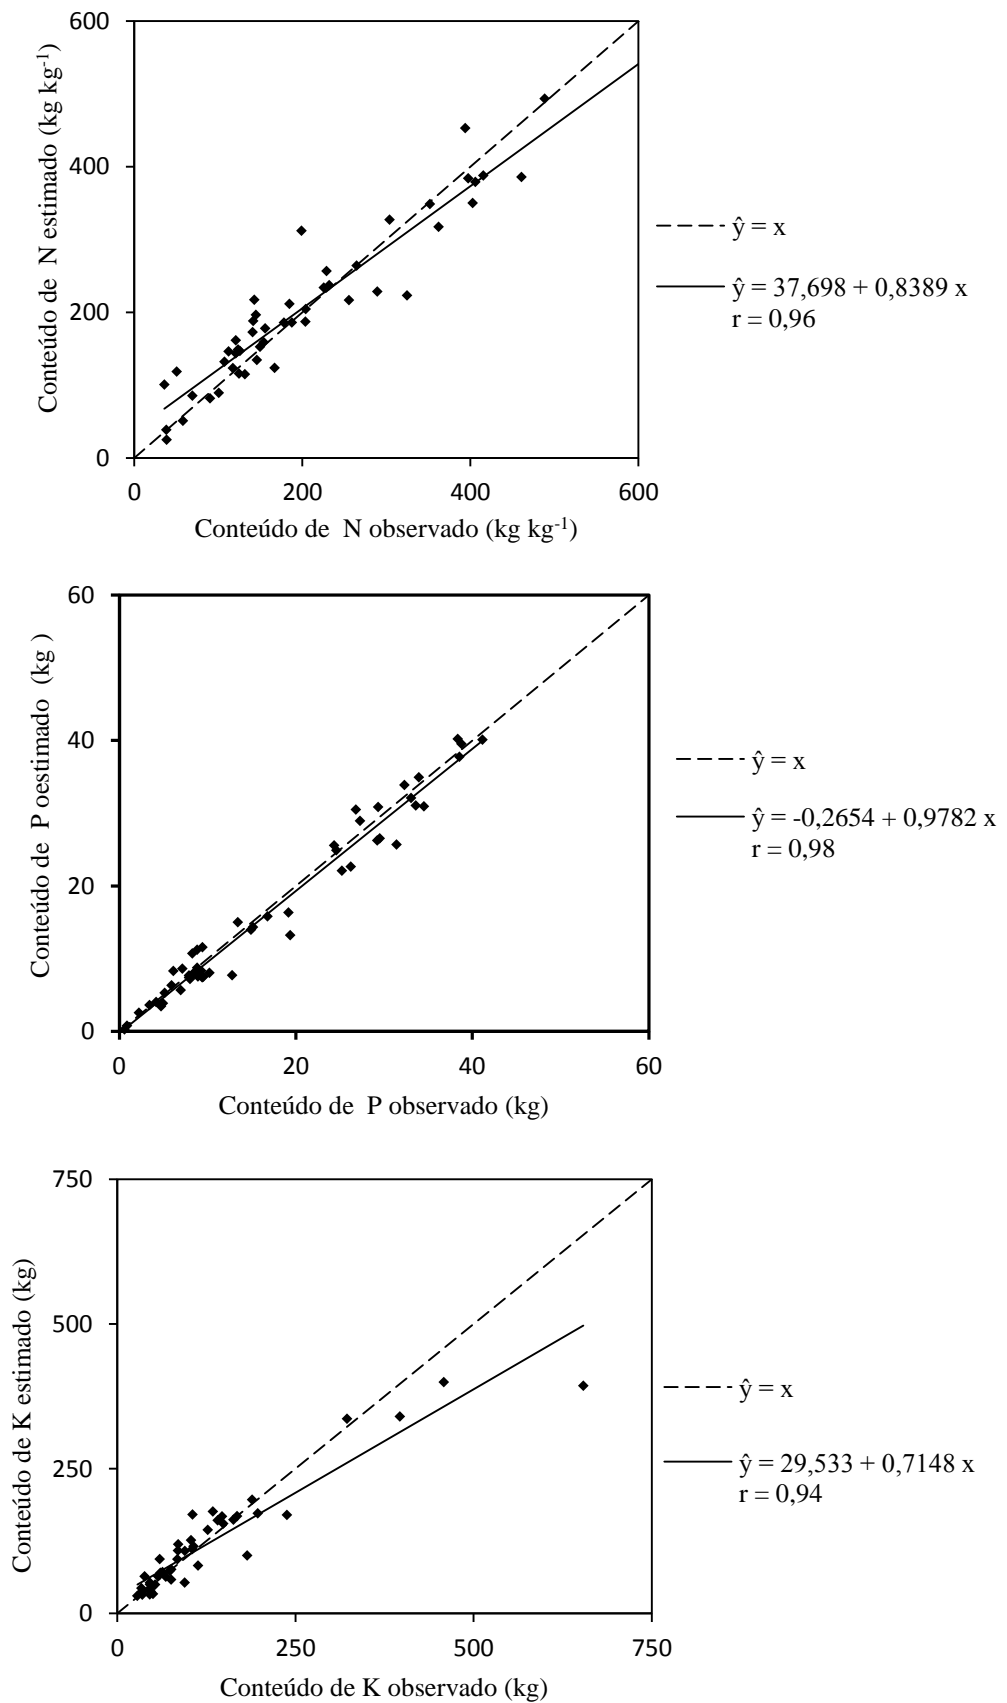 600
400
200
0
0 200 400 600
Conteúdo de N estimado (kg kg⁻¹)
Conteúdo de N observado (kg kg⁻¹)
ŷ = x
ŷ = 37,698 + 0,8389 x
r = 0,96
60
40
20
0
0 20 40 60
Conteúdo de P oestimado (kg )
Conteúdo de P observado (kg)
ŷ = x
ŷ = -0,2654 + 0,9782 x
r = 0,98
750
500
250
0
0 250 500 750
Conteúdo de K estimado (kg)
Conteúdo de K observado (kg)
ŷ = x
ŷ = 29,533 + 0,7148 x
r = 0,94